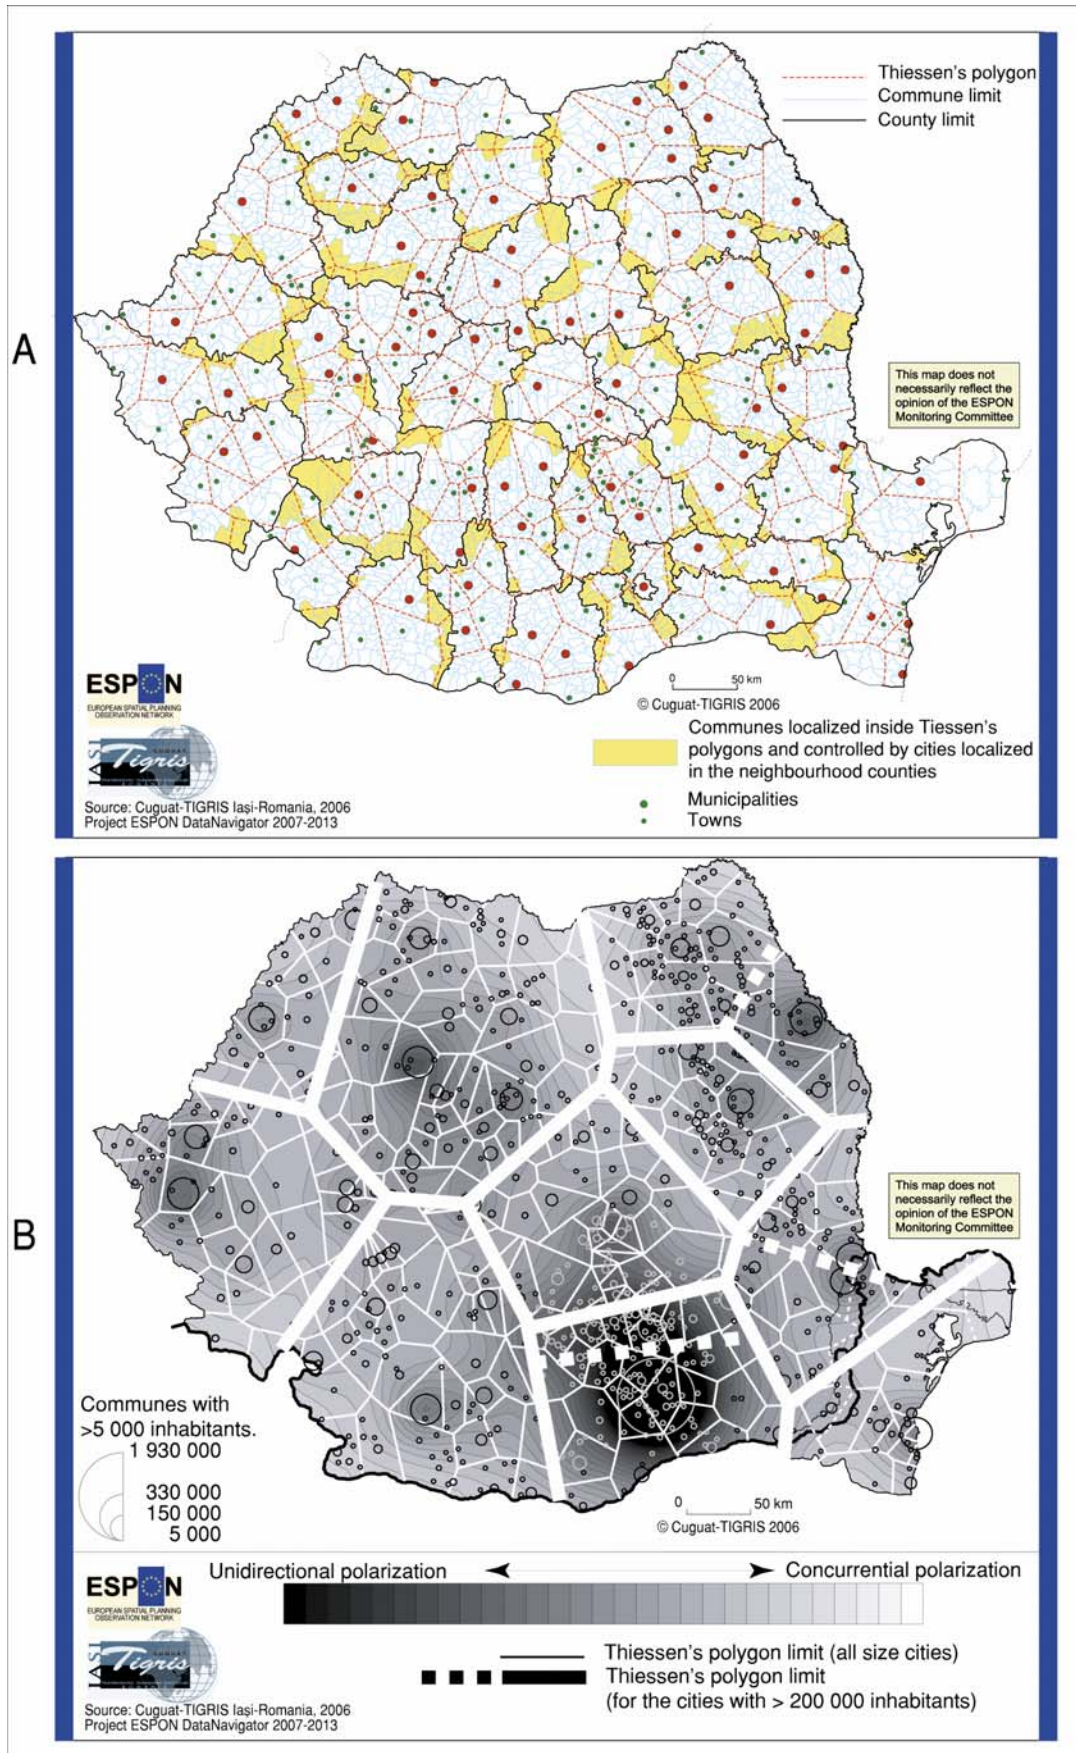 Thiessen's polygon
Commune limit
County limit
A
This map does not
necessarily reflect the
opinion of the ESPON
Monitoring Committee
0 50 km
© Cuguat-TIGRIS 2006
ESPON
EUROPEAN SPATIAL PLANNING
OBSERVATION NETWORK
IASI
CUGUAT
Tigris
Communes localized inside Tiessen's
polygons and controlled by cities localized
in the neighbourhood counties
Municipalities
Towns
Source: Cuguat-TIGRIS Iași-Romania, 2006
Project ESPON DataNavigator 2007-2013
B
This map does not
necessarily reflect the
opinion of the ESPON
Monitoring Committee
Communes with
>5 000 inhabitants.
1 930 000
330 000
150 000
5 000
0 50 km
© Cuguat-TIGRIS 2006
Unidirectional polarization Concurrential polarization
ESPON
EUROPEAN SPATIAL PLANNING
OBSERVATION NETWORK
IASI
CUGUAT
Tigris
Thiessen's polygon limit (all size cities)
Thiessen's polygon limit
(for the cities with > 200 000 inhabitants)
Source: Cuguat-TIGRIS Iași-Romania, 2006
Project ESPON DataNavigator 2007-2013